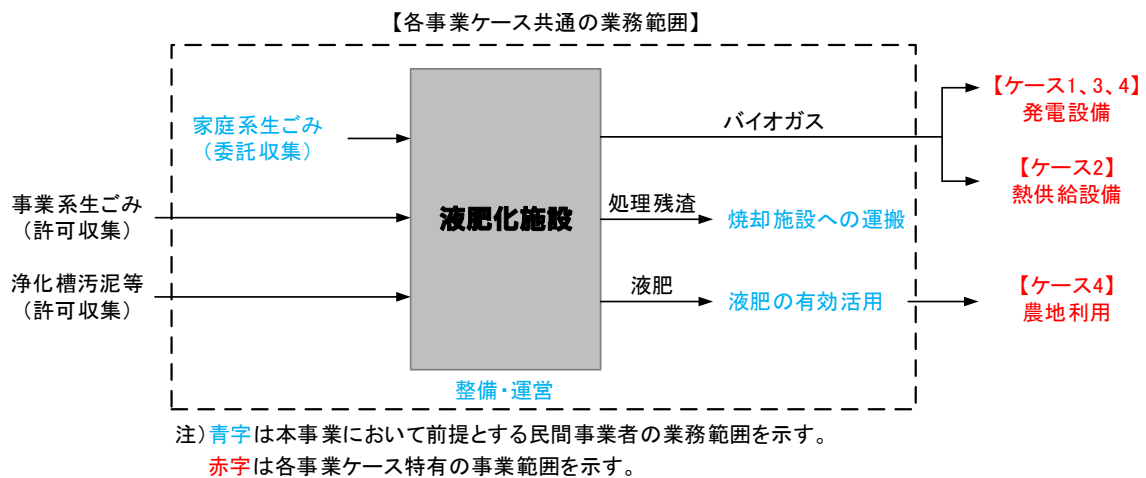 【各事業ケース共通の業務範囲】
家庭系生ごみ
（委託収集）
事業系生ごみ
（許可収集）
浄化槽汚泥等
（許可収集）
液肥化施設
整備・運営
バイオガス
処理残渣
焼却施設への運搬
液肥
液肥の有効活用
【ケース1、3、4】
発電設備
【ケース2】
熱供給設備
【ケース4】
農地利用
注）青字は本事業において前提とする民間事業者の業務範囲を示す。
赤字は各事業ケース特有の事業範囲を示す。